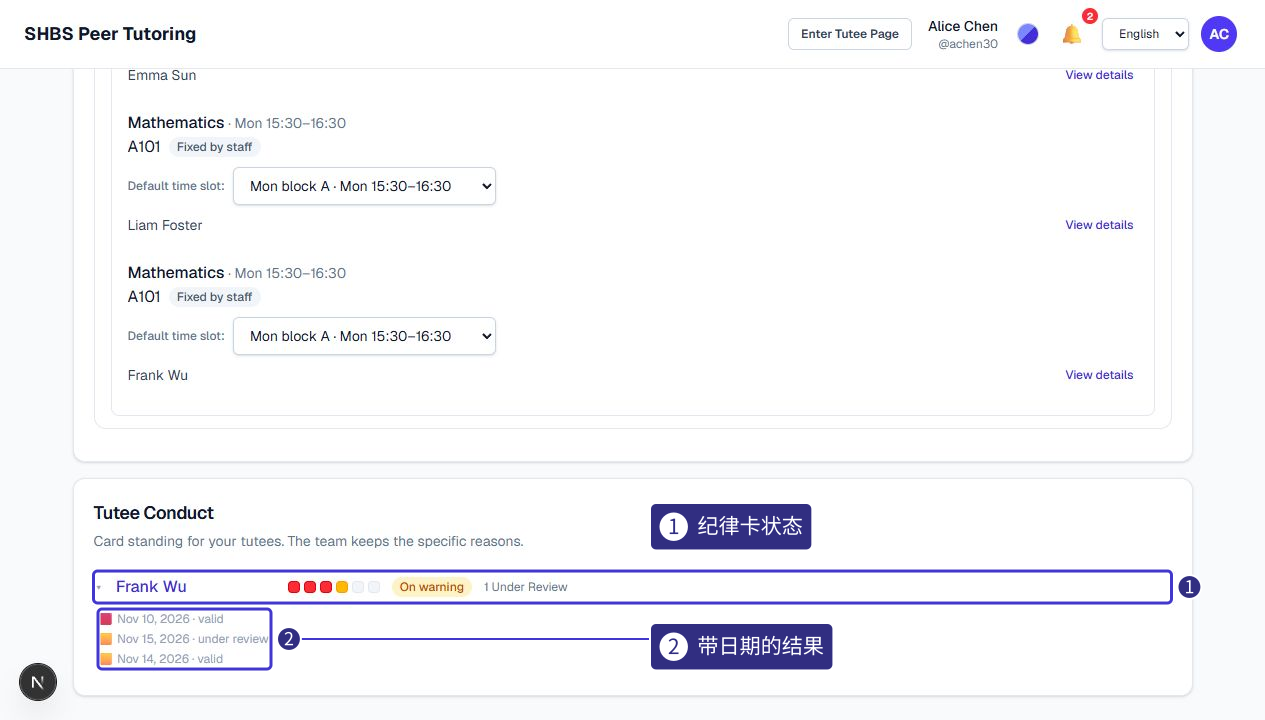 SHBS Peer Tutoring
Enter Tutee Page
Alice Chen
@achen30
2
English
AC
Emma Sun
View details
Mathematics · Mon 15:30–16:30
A101 Fixed by staff
Default time slot: Mon block A · Mon 15:30–16:30
Liam Foster
View details
Mathematics · Mon 15:30–16:30
A101 Fixed by staff
Default time slot: Mon block A · Mon 15:30–16:30
Frank Wu
View details
Tutee Conduct
Card standing for your tutees. The team keeps the specific reasons.
1 纪律卡状态
Frank Wu On warning 1 Under Review
1
Nov 10, 2026 · valid
Nov 15, 2026 · under review
Nov 14, 2026 · valid
2
2 带日期的结果
N